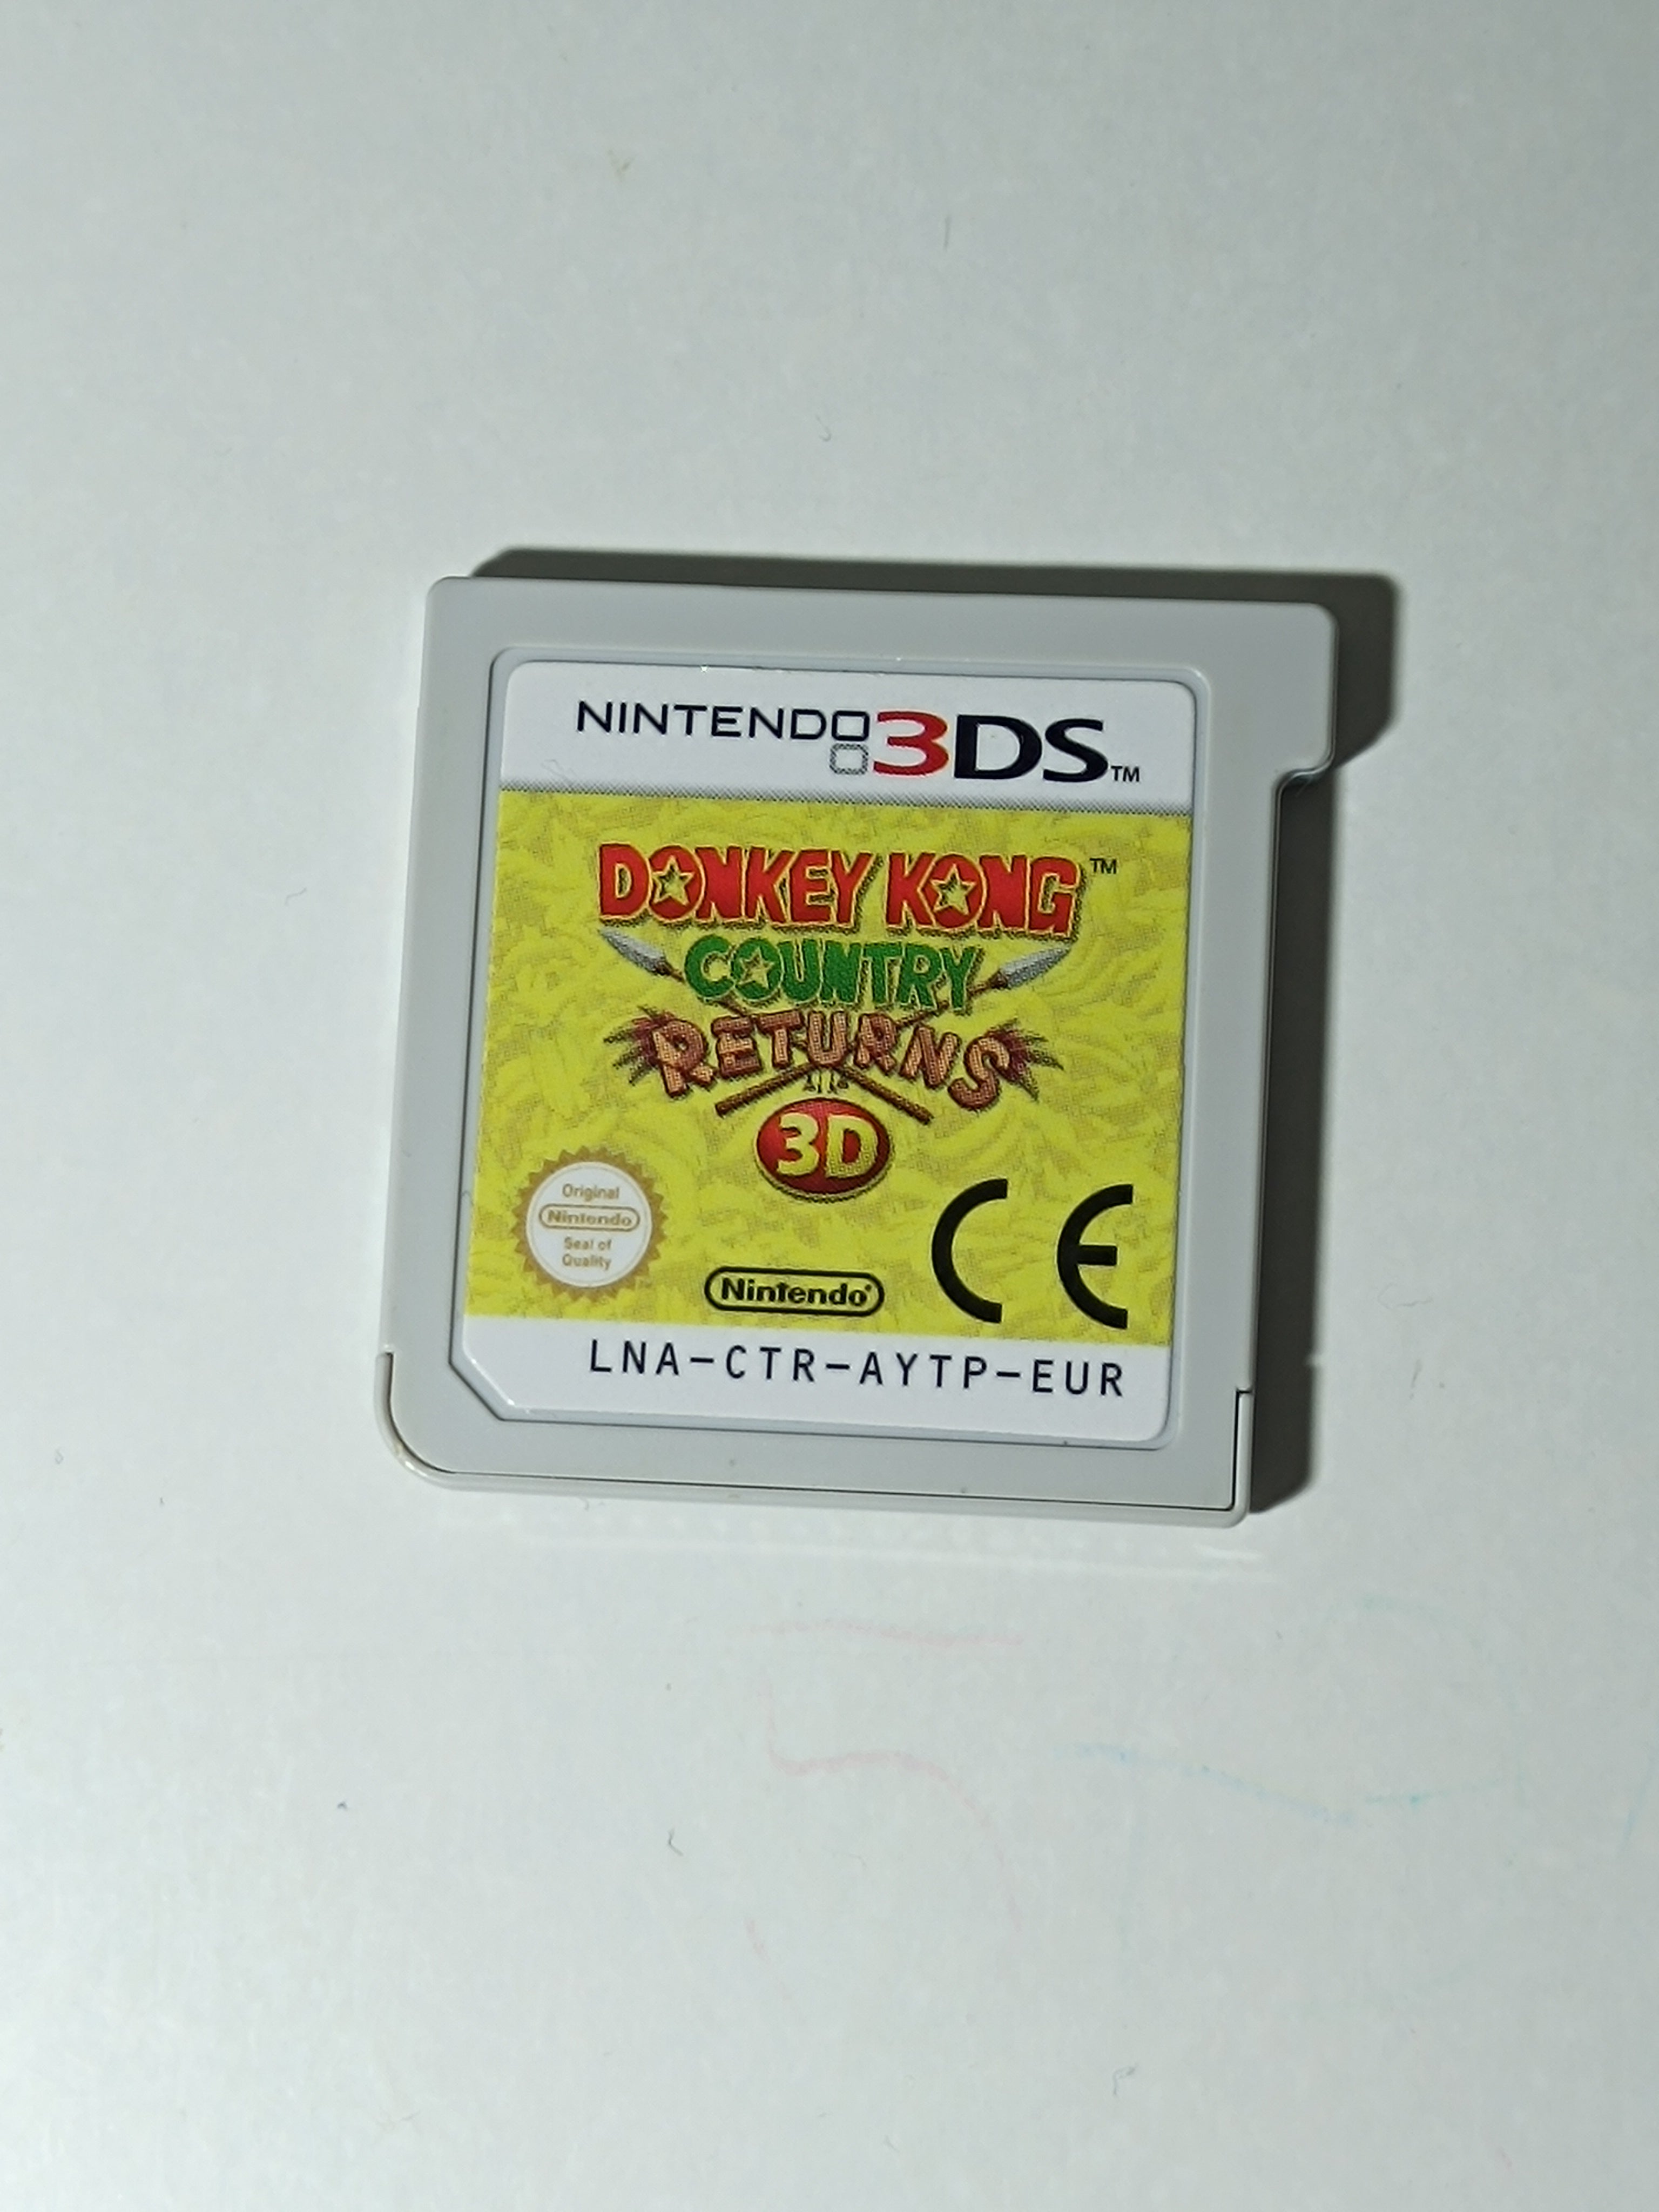 NINTENDO 3DS™
DONKEY KONG™
COUNTRY
RETURNS
3D
Original
Nintendo
Seal of
Quality
Nintendo®
CE
LNA-CTR-AYTP-EUR